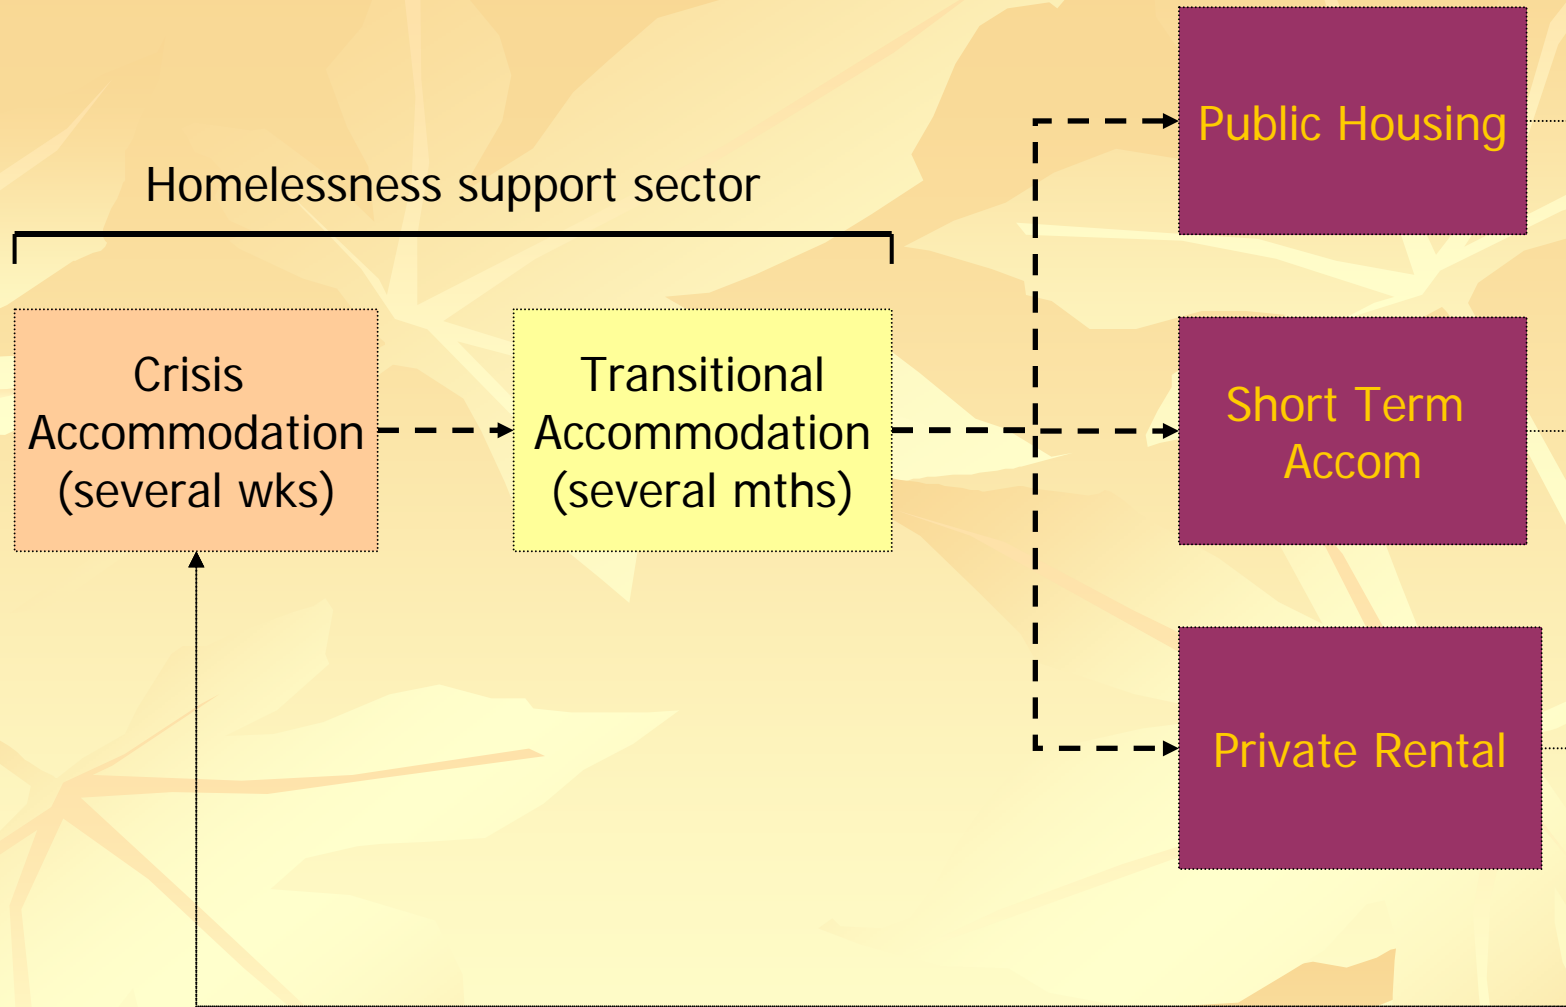 Homelessness support sector
Crisis
Accommodation
(several wks)
Transitional
Accommodation
(several mths)
Public Housing
Short Term
Accom
Private Rental